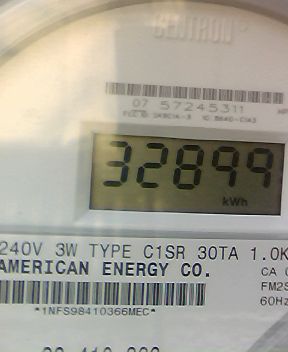 CENTRON®
07 57245311
32899
kWh
240V 3W TYPE C1SR 30TA 1.0K
AMERICAN ENERGY CO.
CA
FM2S
60Hz
*1NFS98410366MEC*